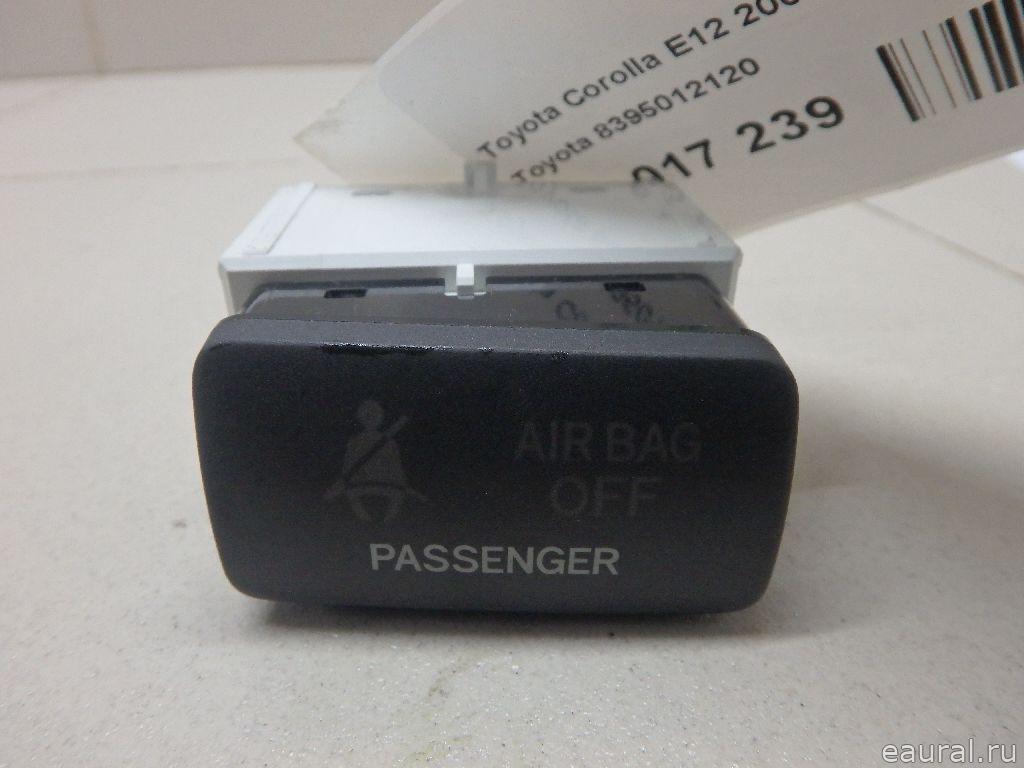 Toyota Corolla E12
Toyota 8395012120
017 239
AIR BAG
OFF
PASSENGER
eaural.ru